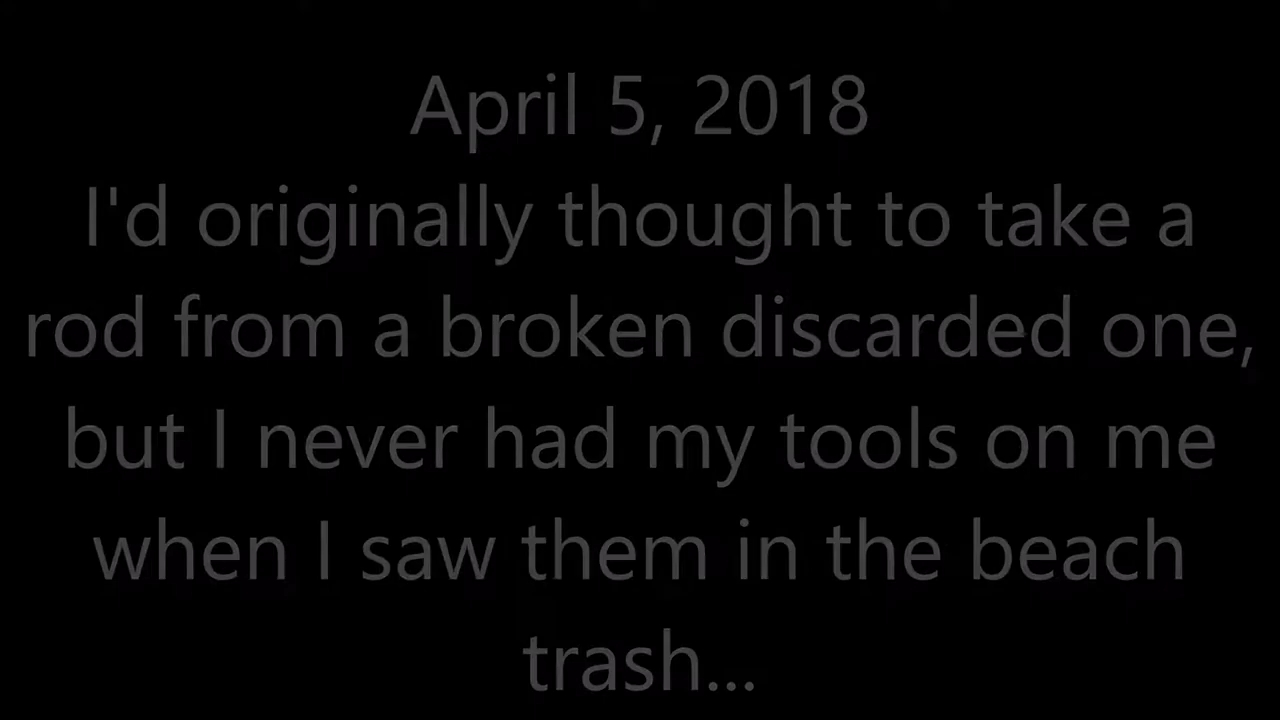 April 5, 2018
I'd originally thought to take a
rod from a broken discarded one,
but I never had my tools on me
when I saw them in the beach
trash...